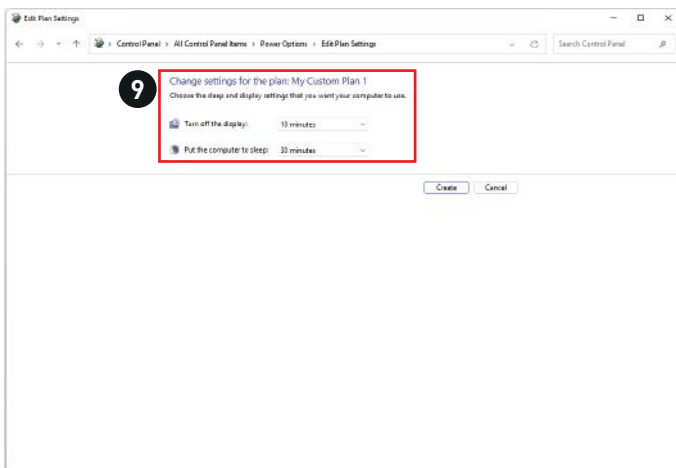 Edit Plan Settings
Control Panel > All Control Panel Items > Power Options > Edit Plan Settings
Search Control Panel
9
Change settings for the plan: My Custom Plan 1
Choose the sleep and display settings that you want your computer to use.
Turn off the display: 10 minutes
Put the computer to sleep: 30 minutes
Create Cancel